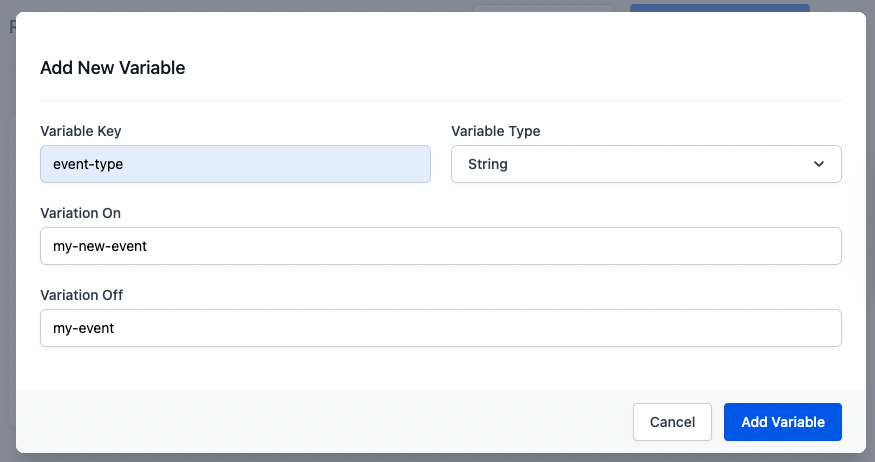 Add New Variable
Variable Key
Variable Type
event-type
String
Variation On
my-new-event
Variation Off
my-event
Cancel
Add Variable